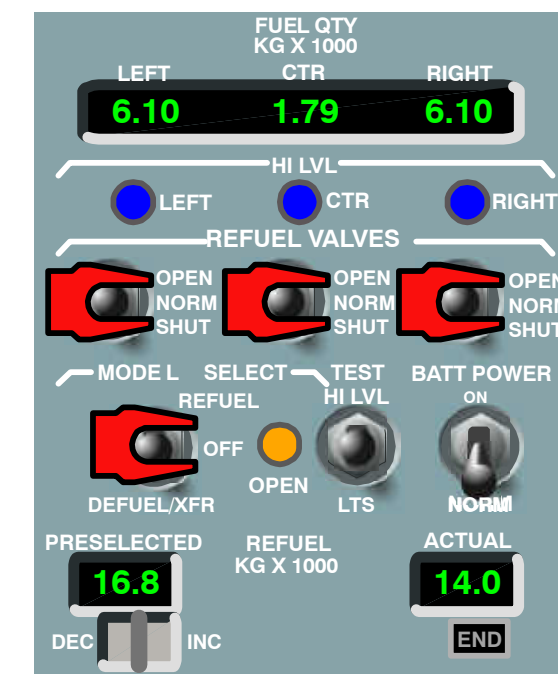 FUEL QTY
KG X 1000
LEFT CTR RIGHT
6.10 1.79 6.10
HI LVL
LEFT CTR RIGHT
REFUEL VALVES
OPEN OPEN OPEN
NORM NORM NORM
SHUT SHUT SHUT
MODE L SELECT TEST BATT POWER
REFUEL HI LVL ON
OFF
OPEN
DEFUEL/XFR LTS NORM
PRESELECTED REFUEL ACTUAL
KG X 1000
16.8 14.0
DEC INC END